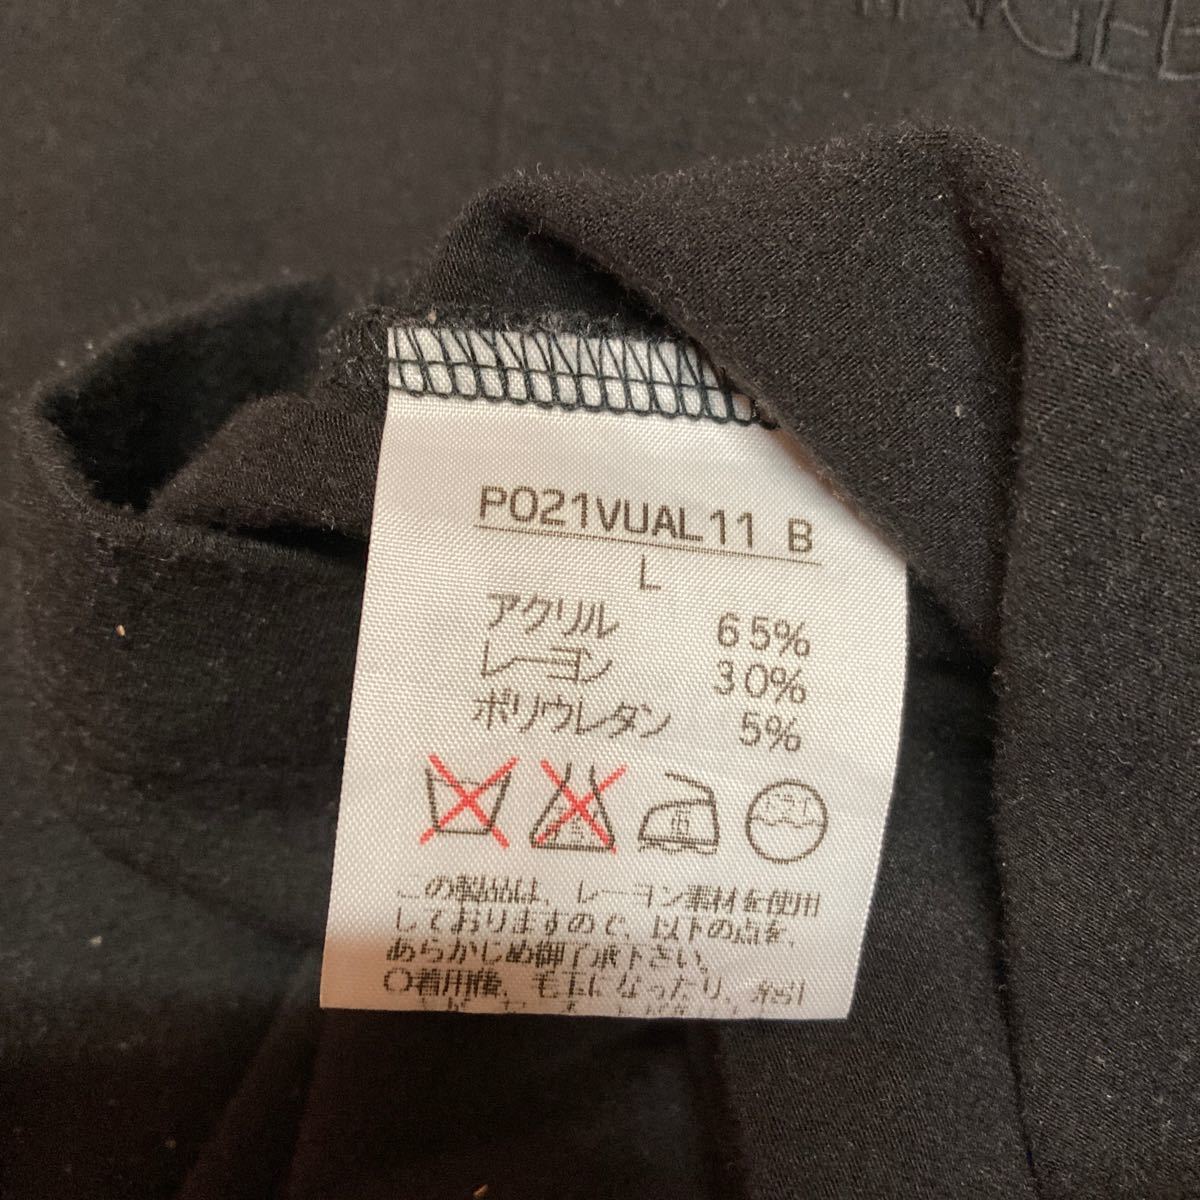 PO21VUAL11 B
L
アクリル 65%
レーヨン 30%
ポリウレタン 5%
この製品は、レーヨン素材を使用
しておりますので、以下の点を、
あらかじめ御了承下さい。
○着用後、毛玉になったり、糸引